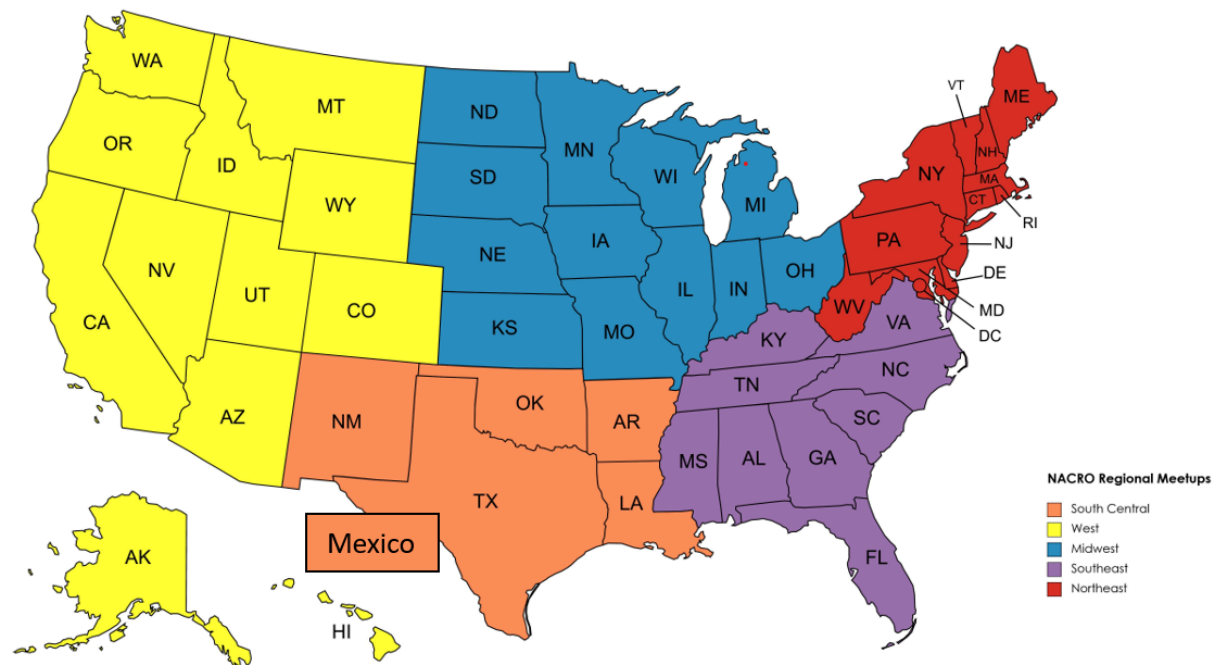 WA
MT
ND
MN
VT
ME
OR
ID
SD
WI
MI
NY
NH
MA
CT
RI
WY
NE
IA
PA
NJ
NV
UT
CO
IL
IN
OH
DE
CA
KS
MO
WV
MD
VA
DC
KY
AZ
NM
OK
AR
TN
NC
SC
MS
AL
GA
TX
LA
Mexico
AK
HI
FL
NACRO Regional Meetups
South Central
West
Midwest
Southeast
Northeast